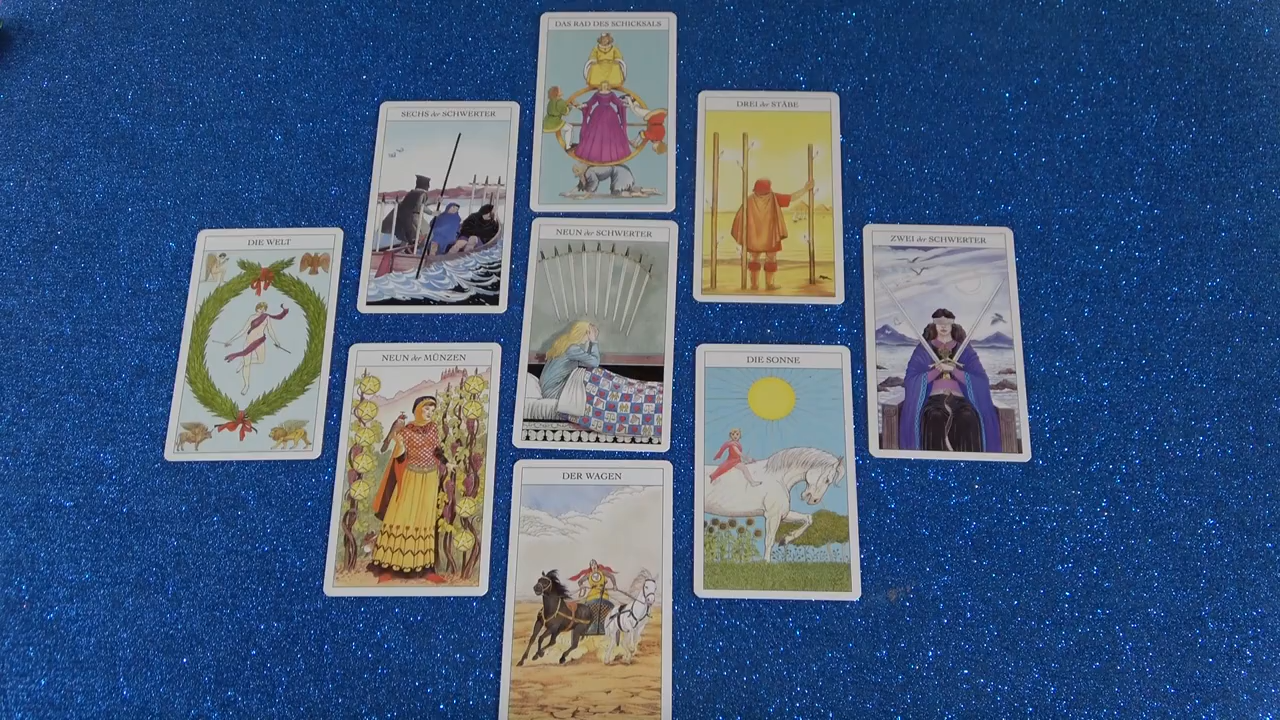 DAS RAD DES SCHICKSALS
SECHS der SCHWERTER
DREI der STÄBE
DIE WELT
NEUN der SCHWERTER
ZWEI der SCHWERTER
NEUN der MÜNZEN
DIE SONNE
DER WAGEN